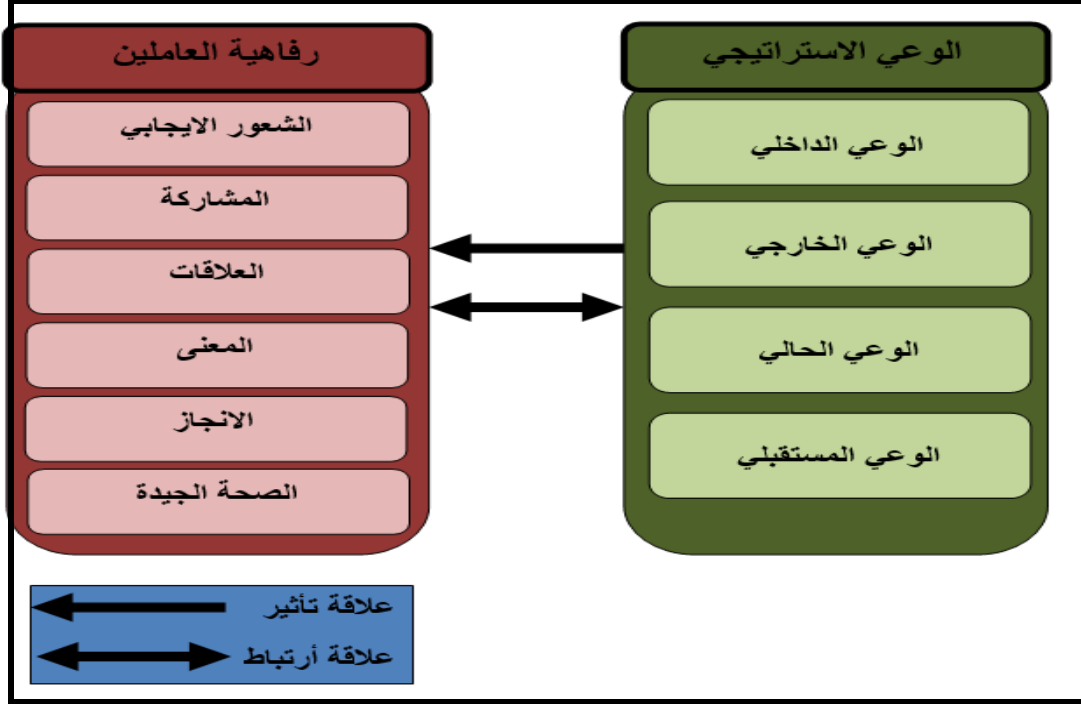 الوعي الاستراتيجي
الوعي الداخلي
الوعي الخارجي
الوعي الحالي
الوعي المستقبلي
رفاهية العاملين
الشعور الايجابي
المشاركة
العلاقات
المعنى
الانجاز
الصحة الجيدة
علاقة تأثير
علاقة أرتباط